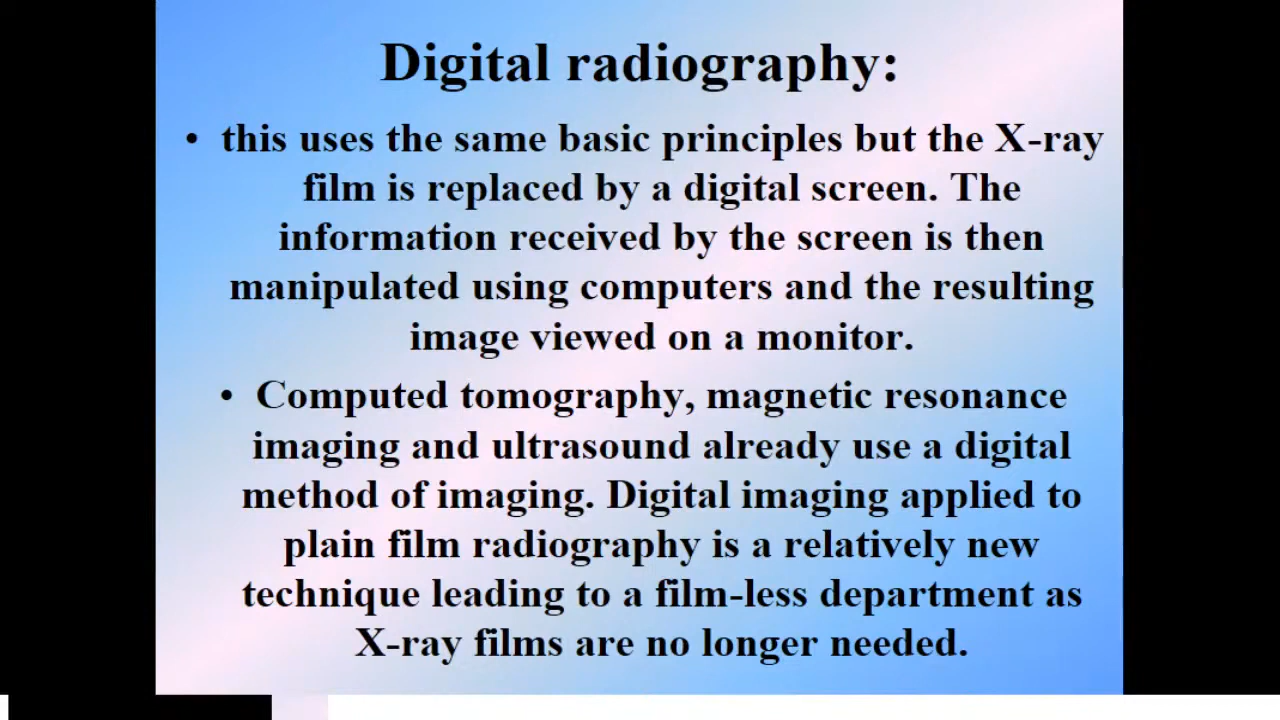 Digital radiography:
• this uses the same basic principles but the X-ray
film is replaced by a digital screen. The
information received by the screen is then
manipulated using computers and the resulting
image viewed on a monitor.
• Computed tomography, magnetic resonance
imaging and ultrasound already use a digital
method of imaging. Digital imaging applied to
plain film radiography is a relatively new
technique leading to a film-less department as
X-ray films are no longer needed.